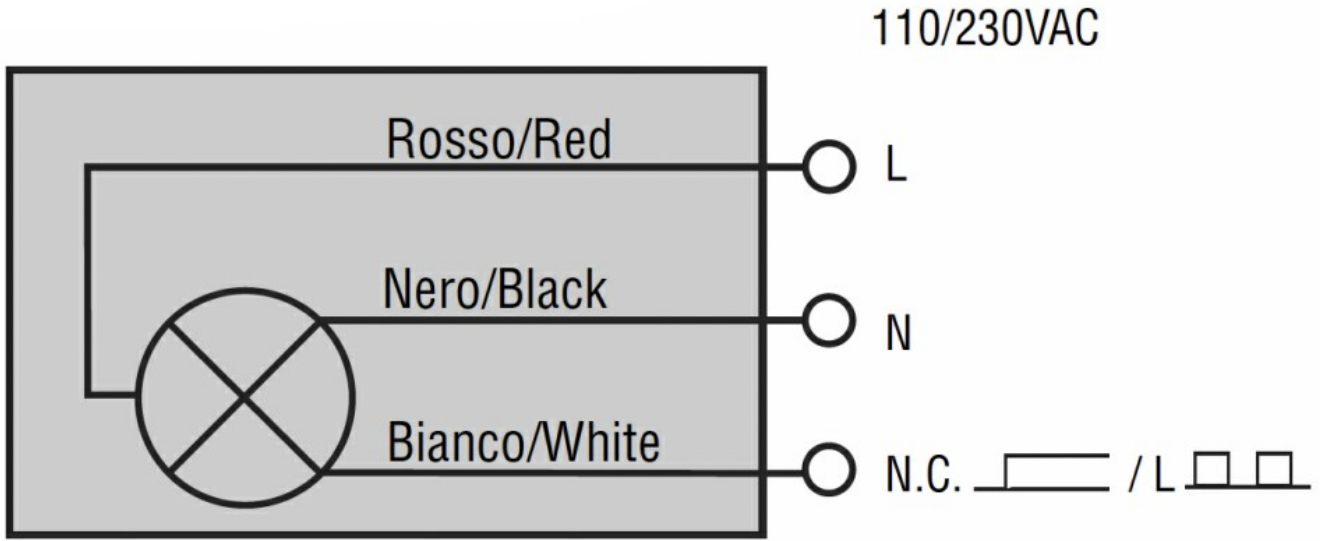 110/230VAC
Rosso/Red
L
Nero/Black
N
Bianco/White
N.C. / L